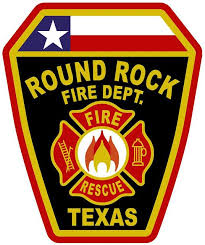 ROUND ROCK
FIRE DEPT.
FIRE
RESCUE
TEXAS